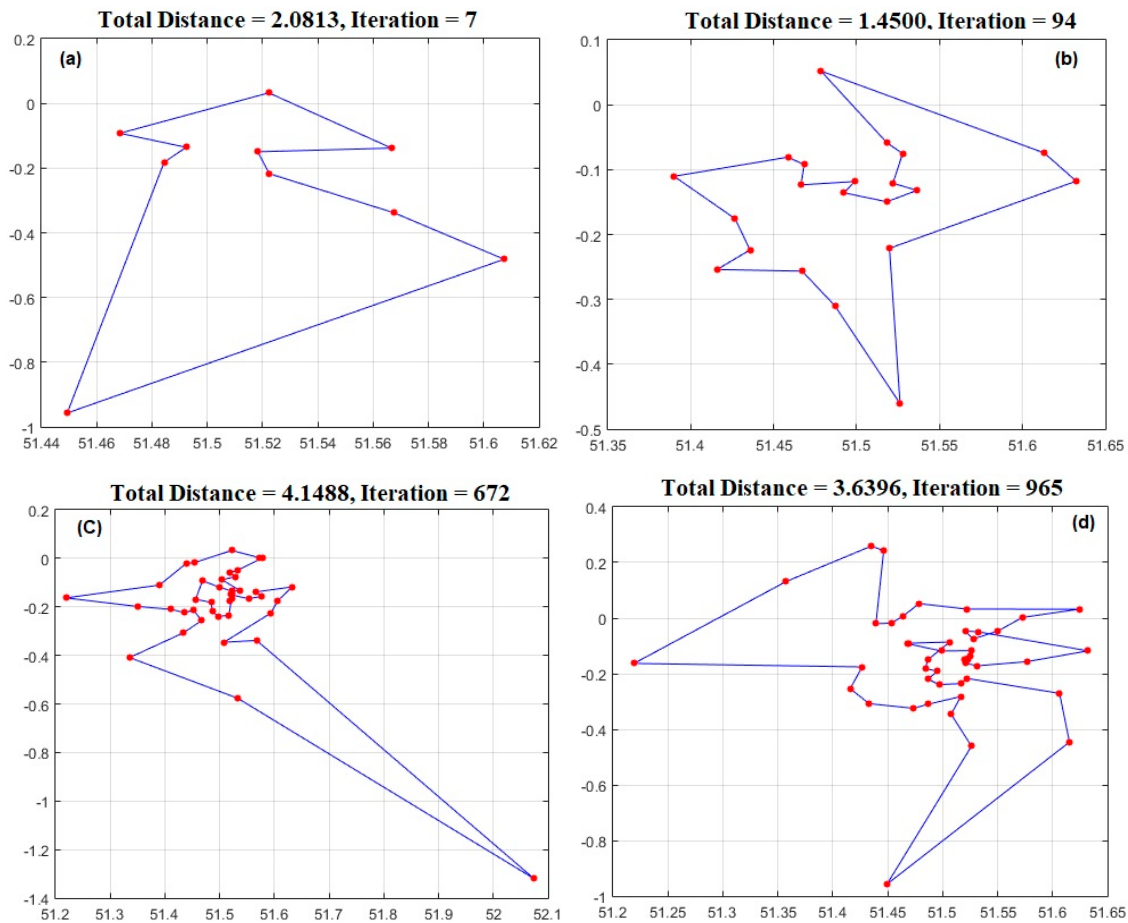 Total Distance = 2.0813, Iteration = 7
(a)
0.2
0
-0.2
-0.4
-0.6
-0.8
-1
51.44 51.46 51.48 51.5 51.52 51.54 51.56 51.58 51.6 51.62
Total Distance = 1.4500, Iteration = 94
(b)
0.1
0
-0.1
-0.2
-0.3
-0.4
-0.5
51.35 51.4 51.45 51.5 51.55 51.6 51.65
Total Distance = 4.1488, Iteration = 672
(C)
0.2
0
-0.2
-0.4
-0.6
-0.8
-1
-1.2
-1.4
51.2 51.3 51.4 51.5 51.6 51.7 51.8 51.9 52 52.1
Total Distance = 3.6396, Iteration = 965
(d)
0.4
0.2
0
-0.2
-0.4
-0.6
-0.8
-1
51.2 51.25 51.3 51.35 51.4 51.45 51.5 51.55 51.6 51.65